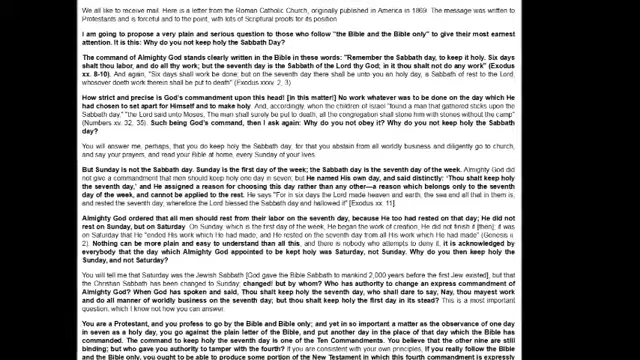 We all like to receive mail. Here is a letter from the Roman Catholic Church, originally published in America in 1869. The message was written to
Protestants and is forceful and to the point, with lots of Scriptural proofs for its position
I am going to propose a very plain and serious question to those who follow "the Bible and the Bible only" to give their most earnest
attention. It is this: Why do you not keep holy the Sabbath Day?
The command of Almighty God stands clearly written in the Bible in these words: "Remember the Sabbath day, to keep it holy. Six days
shalt thou labor, and do all thy work; but the seventh day is the Sabbath of the Lord thy God; in it thou shalt not do any work" (Exodus
xx. 8-10). And again, "Six days shall work be done; but on the seventh day there shall be unto you an holy day, a Sabbath of rest to the Lord;
whosoever doeth work therein shall be put to death" (Exodus xxxv. 2, 3)
How strict and precise is God's commandment upon this head! [in this matter!] No work whatever was to be done on the day which He
had chosen to set apart for Himself and to make holy. And, accordingly, when the children of Israel "found a man that gathered sticks upon the
Sabbath day," "the Lord said unto Moses, The man shall surely be put to death; all the congregation shall stone him with stones without the camp"
(Numbers xv. 32, 35). Such being God's command, then I ask again: Why do you not obey it? Why do you not keep holy the Sabbath
day?
You will answer me, perhaps, that you do keep holy the Sabbath day; for that you abstain from all worldly business and diligently go to church, and
say your prayers, and read your Bible at home, every Sunday of your lives.
But Sunday is not the Sabbath day. Sunday is the first day of the week; the Sabbath day is the seventh day of the week. Almighty God did
not give a commandment that men should keep holy one day in seven; but He named His own day, and said distinctly: 'Thou shalt keep holy
the seventh day,' and He assigned a reason for choosing this day rather than any other—a reason which belongs only to the seventh
day of the week, and cannot be applied to the rest. He says "For in six days the Lord made heaven and earth, the sea and all that in them is,
and rested the seventh day, wherefore the Lord blessed the Sabbath day and hallowed it" [Exodus xx. 11].
Almighty God ordered that all men should rest from their labor on the seventh day, because He too had rested on that day; He did not
rest on Sunday, but on Saturday. On Sunday, which is the first day of the week, He began the work of creation, He did not finish it [then]; it was
on Saturday that He "ended His work which He had made; and He rested on the seventh day from all His work which He had made" (Genesis ii.
2). Nothing can be more plain and easy to understand than all this, and there is nobody who attempts to deny it; it is acknowledged by
everybody that the day which Almighty God appointed to be kept holy was Saturday, not Sunday. Why do you then keep holy the
Sunday, and not Saturday?
You will tell me that Saturday was the Jewish Sabbath [God gave the Bible Sabbath to mankind 2,000 years before the first Jew existed], but that
the Christian Sabbath has been changed to Sunday; changed! but by whom? Who has authority to change an express commandment of
Almighty God? When God has spoken and said, Thou shalt keep holy the seventh day, who shall dare to say, Nay, thou mayest work
and do all manner of worldly business on the seventh day; but thou shalt keep holy the first day in its stead? This is a most important
question, which I know not how you can answer.
You are a Protestant, and you profess to go by the Bible and Bible only; and yet in so important a matter as the observance of one day
in seven as a holy day, you go against the plain letter of the Bible, and put another day in the place of that day which the Bible has
commanded. The command to keep holy the seventh day is one of the Ten Commandments. You believe that the other nine are still
binding; but who gave you authority to tamper with the fourth? If you are consistent with your own principles, if you really follow the Bible
and the Bible only, you ought to be able to produce some portion of the New Testament in which this fourth commandment is expressly